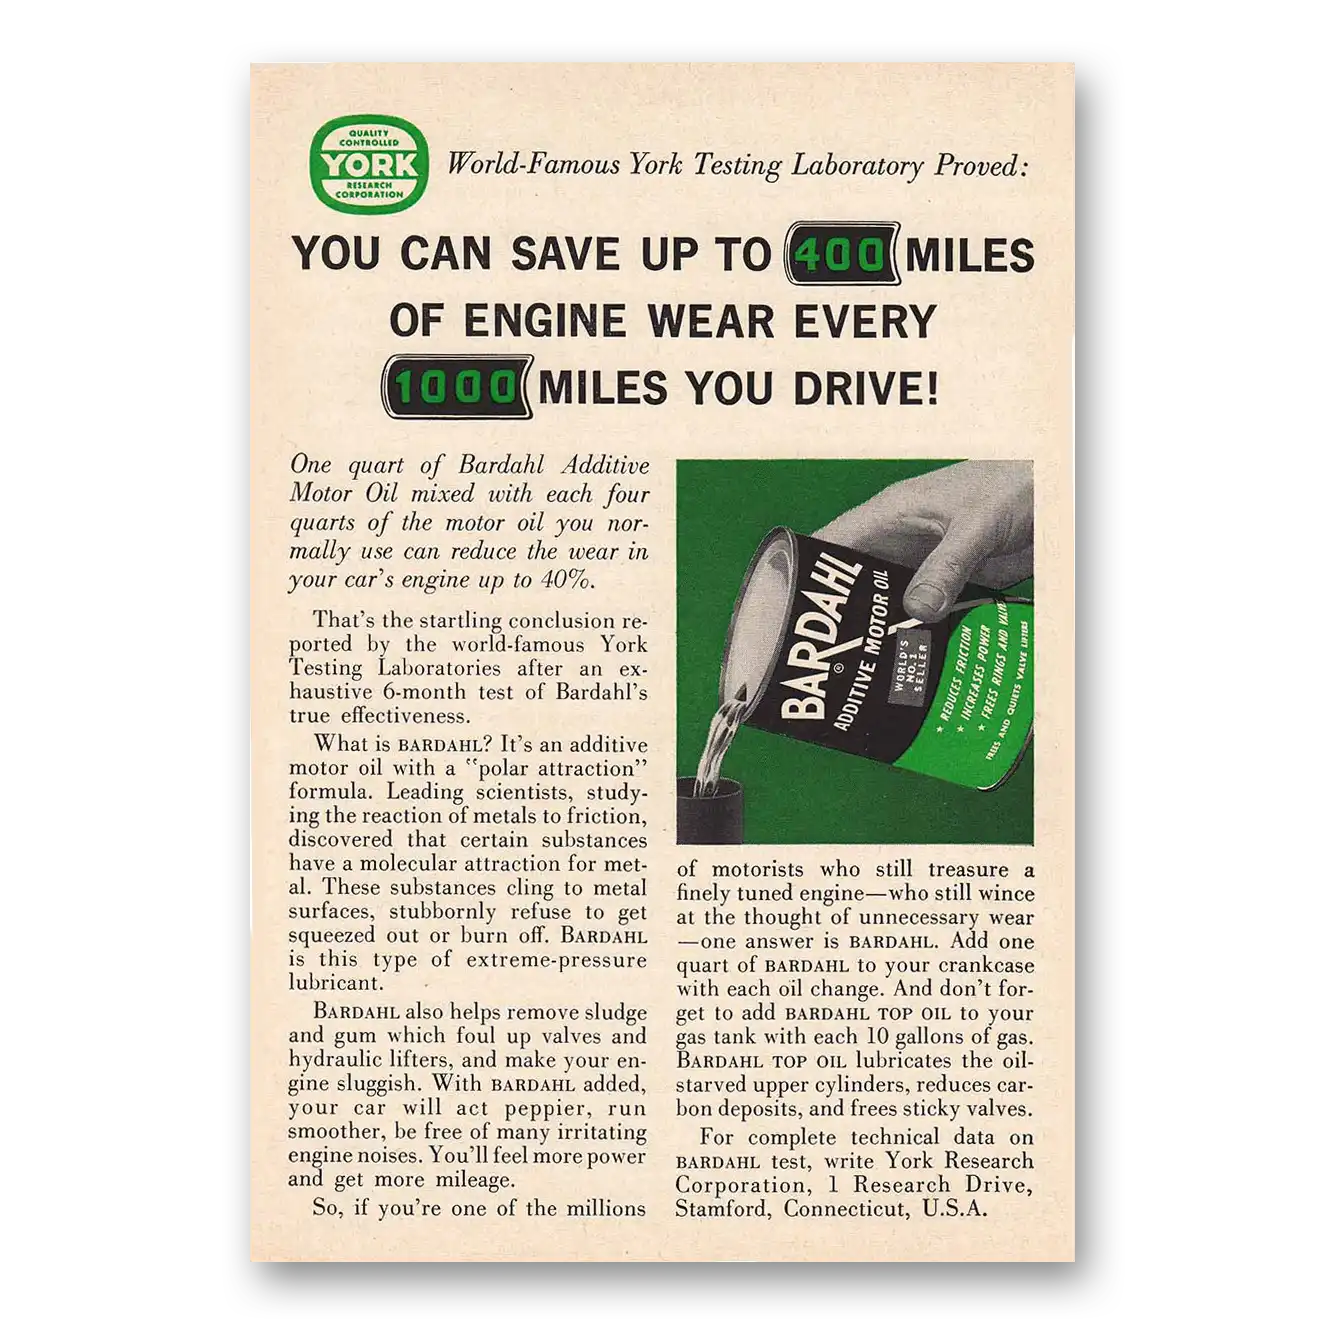 QUALITY
CONTROLLED
YORK
RESEARCH
CORPORATION
World-Famous York Testing Laboratory Proved:
YOU CAN SAVE UP TO 400 MILES
OF ENGINE WEAR EVERY
1000 MILES YOU DRIVE!
One quart of Bardahl Additive
Motor Oil mixed with each four
quarts of the motor oil you nor-
mally use can reduce the wear in
your car's engine up to 40%.
That's the startling conclusion re-
ported by the world-famous York
Testing Laboratories after an ex-
haustive 6-month test of Bardahl's
true effectiveness.
What is BARDAHL? It's an additive
motor oil with a "polar attraction"
formula. Leading scientists, study-
ing the reaction of metals to friction,
discovered that certain substances
have a molecular attraction for met-
al. These substances cling to metal
surfaces, stubbornly refuse to get
squeezed out or burn off. BARDAHL
is this type of extreme-pressure
lubricant.
BARDAHL also helps remove sludge
and gum which foul up valves and
hydraulic lifters, and make your en-
gine sluggish. With BARDAHL added,
your car will act peppier, run
smoother, be free of many irritating
engine noises. You'll feel more power
and get more mileage.
So, if you're one of the millions
BARDAHL®
ADDITIVE MOTOR OIL
WORLD'S
NO. 1
SELLER
★ REDUCES FRICTION
★ INCREASES POWER
★ FREES RINGS AND VALVE
FREES AND QUIETS VALVE LIFTERS
of motorists who still treasure a
finely tuned engine—who still wince
at the thought of unnecessary wear
—one answer is BARDAHL. Add one
quart of BARDAHL to your crankcase
with each oil change. And don't for-
get to add BARDAHL TOP OIL to your
gas tank with each 10 gallons of gas.
BARDAHL TOP OIL lubricates the oil-
starved upper cylinders, reduces car-
bon deposits, and frees sticky valves.
For complete technical data on
BARDAHL test, write York Research
Corporation, 1 Research Drive,
Stamford, Connecticut, U.S.A.